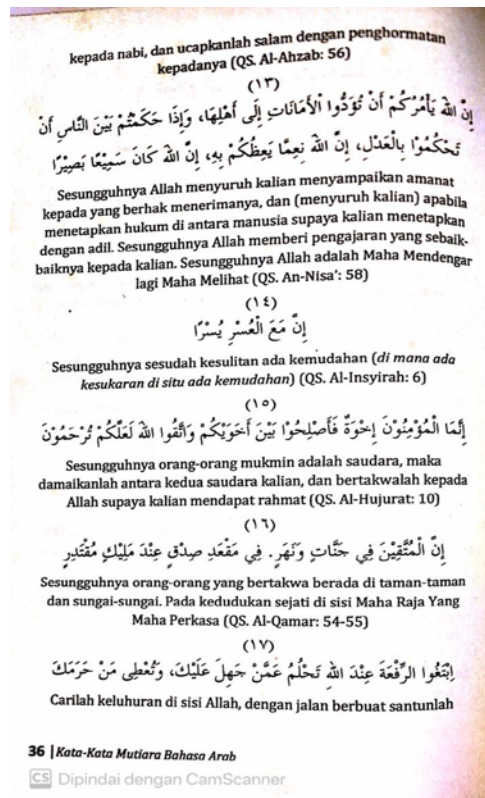 kepada nabi, dan ucapkanlah salam dengan penghormatan
kepadanya (QS. Al-Ahzab: 56)
(١٣)
إِنَّ اللهَ يَأْمُرُكُمْ أَنْ تُؤَدُّوا الْأَمَانَاتِ إِلَى أَهْلِهَا، وَإِذَا حَكَمْتُمْ بَيْنَ النَّاسِ أَنْ
تَحْكُمُوْا بِالْعَدْلِ، إِنَّ اللهَ نِعِمَّا يَعِظُكُمْ بِهِ، إِنَّ اللهَ كَانَ سَمِيْعًا بَصِيْرًا
Sesungguhnya Allah menyuruh kalian menyampaikan amanat
kepada yang berhak menerimanya, dan (menyuruh kalian) apabila
menetapkan hukum di antara manusia supaya kalian menetapkan
dengan adil. Sesungguhnya Allah memberi pengajaran yang sebaik-
baiknya kepada kalian. Sesungguhnya Allah adalah Maha Mendengar
lagi Maha Melihat (QS. An-Nisa': 58)
(١٤)
إِنَّ مَعَ الْعُسْرِ يُسْرًا
Sesungguhnya sesudah kesulitan ada kemudahan (di mana ada
kesukaran di situ ada kemudahan) (QS. Al-Insyirah: 6)
(١٥)
إِنَّمَا الْمُؤْمِنُوْنَ إِخْوَةٌ فَأَصْلِحُوْا بَيْنَ أَخَوَيْكُمْ وَاتَّقُوا اللهَ لَعَلَّكُمْ تُرْحَمُوْنَ
Sesungguhnya orang-orang mukmin adalah saudara, maka
damaikanlah antara kedua saudara kalian, dan bertakwalah kepada
Allah supaya kalian mendapat rahmat (QS. Al-Hujurat: 10)
(١٦)
إِنَّ الْمُتَّقِيْنَ فِي جَنَّاتٍ وَنَهَرٍ. فِي مَقْعَدِ صِدْقٍ عِنْدَ مَلِيْكٍ مُقْتَدِرٍ
Sesungguhnya orang-orang yang bertakwa berada di taman-taman
dan sungai-sungai. Pada kedudukan sejati di sisi Maha Raja Yang
Maha Perkasa (QS. Al-Qamar: 54-55)
(١٧)
اِبْتَغُوا الرِّفْعَةَ عِنْدَ اللهِ تَحْلُمُ عَمَّنْ جَهِلَ عَلَيْكَ، وَتُعْطِى مَنْ حَرَمَكَ
Carilah keluhuran di sisi Allah, dengan jalan berbuat santunlah
36 | Kata-Kata Mutiara Bahasa Arab
CS Dipindai dengan CamScanner